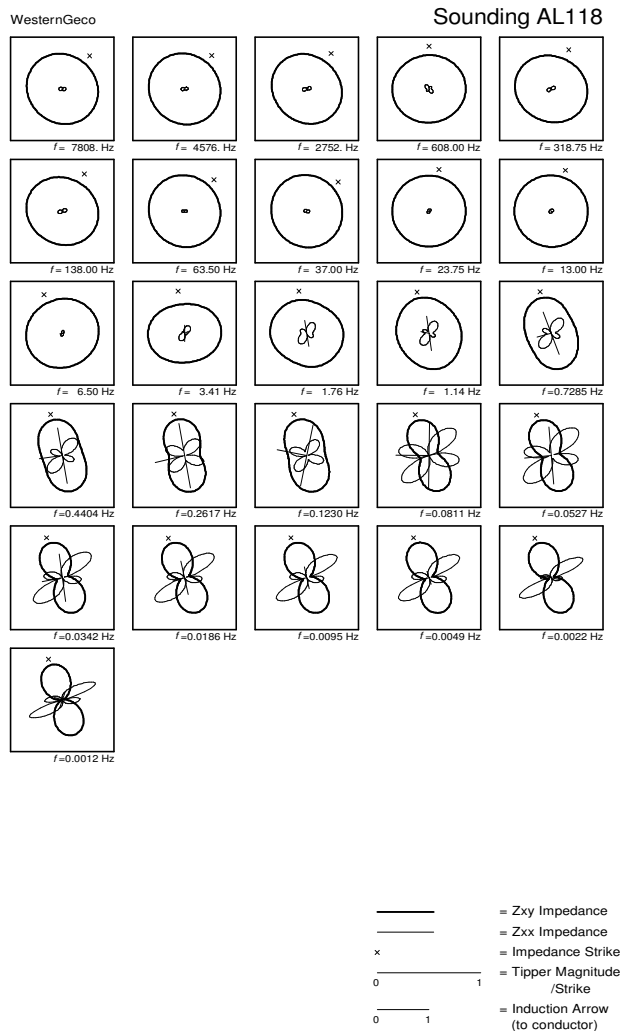 WesternGeco
Sounding AL118
f = 7808. Hz
f = 4576. Hz
f = 2752. Hz
f = 608.00 Hz
f = 318.75 Hz
f = 138.00 Hz
f = 63.50 Hz
f = 37.00 Hz
f = 23.75 Hz
f = 13.00 Hz
f = 6.50 Hz
f = 3.41 Hz
f = 1.76 Hz
f = 1.14 Hz
f =0.7285 Hz
f =0.4404 Hz
f =0.2617 Hz
f =0.1230 Hz
f =0.0811 Hz
f =0.0527 Hz
f =0.0342 Hz
f =0.0186 Hz
f =0.0095 Hz
f =0.0049 Hz
f =0.0022 Hz
f =0.0012 Hz
= Zxy Impedance
= Zxx Impedance
× = Impedance Strike
= Tipper Magnitude
0 1 /Strike
= Induction Arrow
0 1 (to conductor)